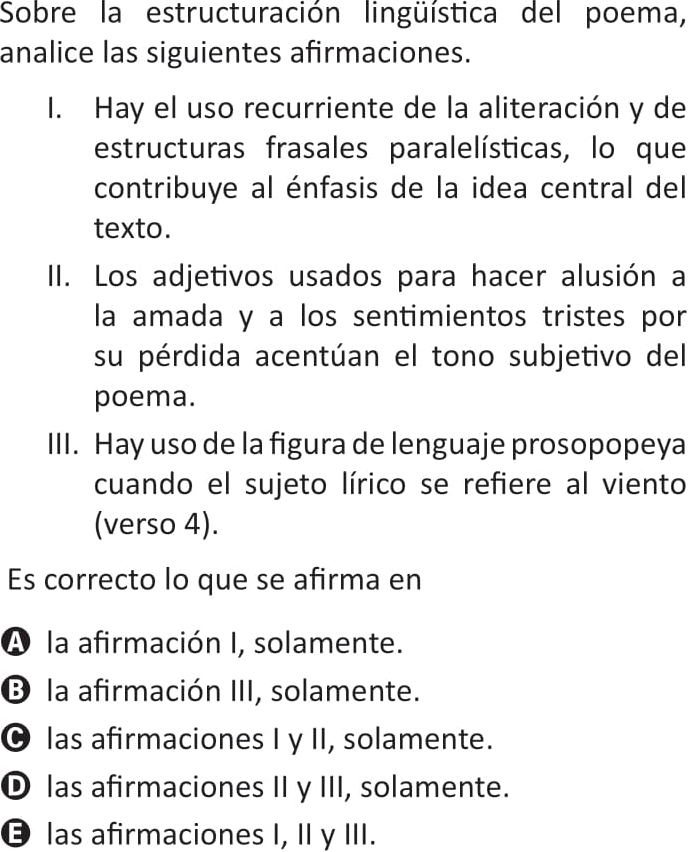 Sobre la estructuración lingüística del poema,
analice las siguientes afirmaciones.
I. Hay el uso recurriente de la aliteración y de
estructuras frasales paralelísticas, lo que
contribuye al énfasis de la idea central del
texto.
II. Los adjetivos usados para hacer alusión a
la amada y a los sentimientos tristes por
su pérdida acentúan el tono subjetivo del
poema.
III. Hay uso de la figura de lenguaje prosopopeya
cuando el sujeto lírico se refiere al viento
(verso 4).
Es correcto lo que se afirma en
A la afirmación I, solamente.
B la afirmación III, solamente.
C las afirmaciones I y II, solamente.
D las afirmaciones II y III, solamente.
E las afirmaciones I, II y III.